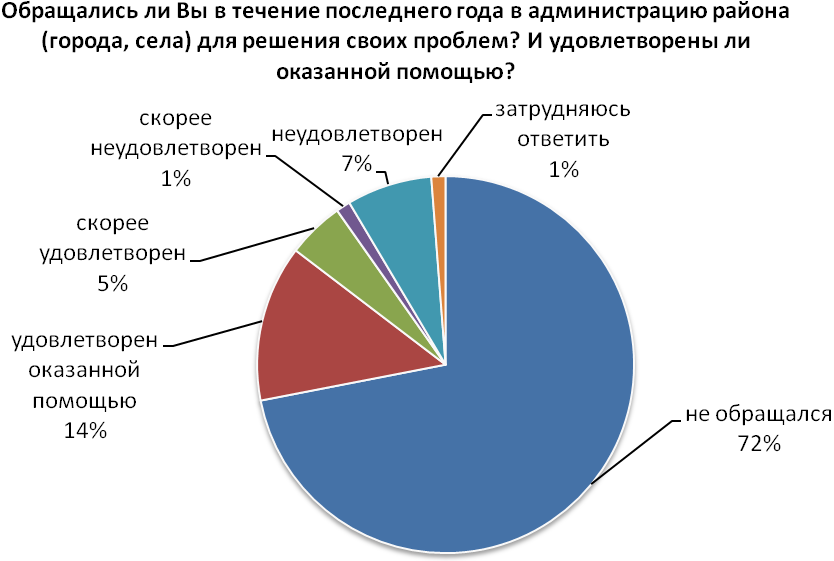 Обращались ли Вы в течение последнего года в администрацию района
(города, села) для решения своих проблем? И удовлетворены ли
оказанной помощью?
скорее
неудовлетворен
1%
неудовлетворен
7%
затрудняюсь
ответить
1%
скорее
удовлетворен
5%
удовлетворен
оказанной
помощью
14%
не обращался
72%